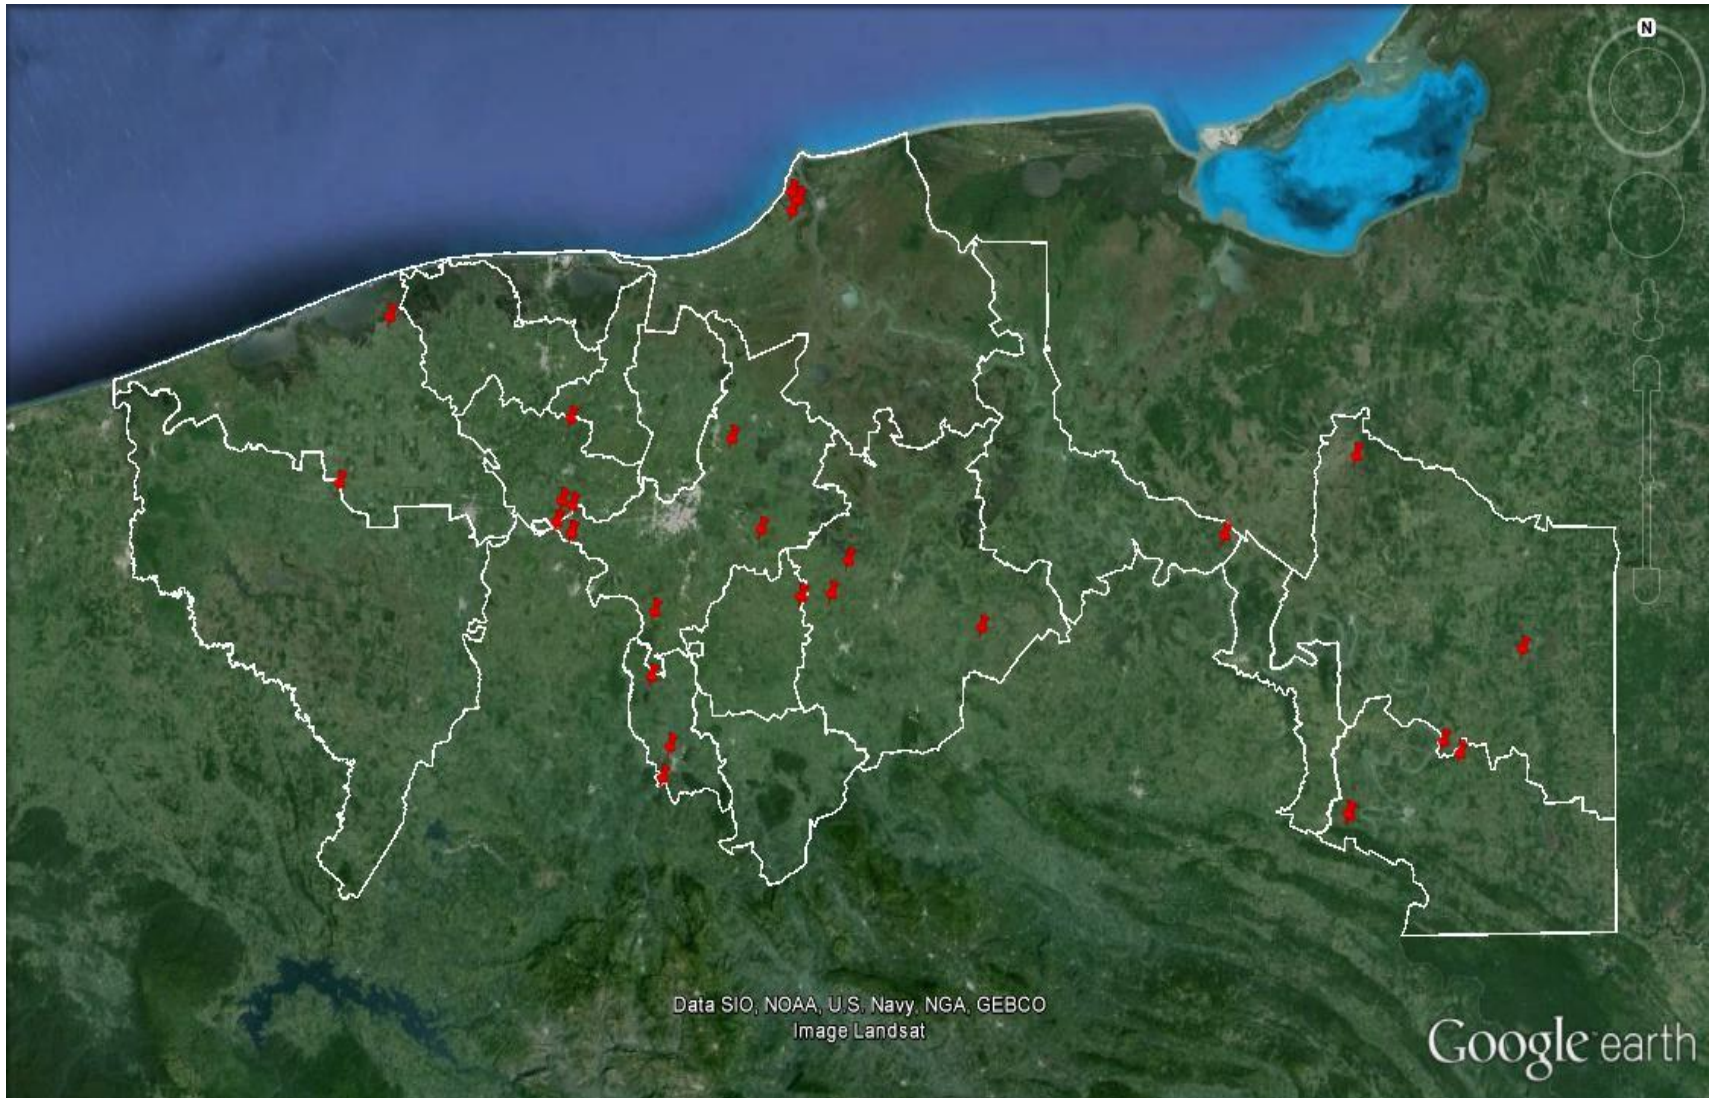 N
Data SIO, NOAA, U.S. Navy, NGA, GEBCO
Image Landsat
Google earth